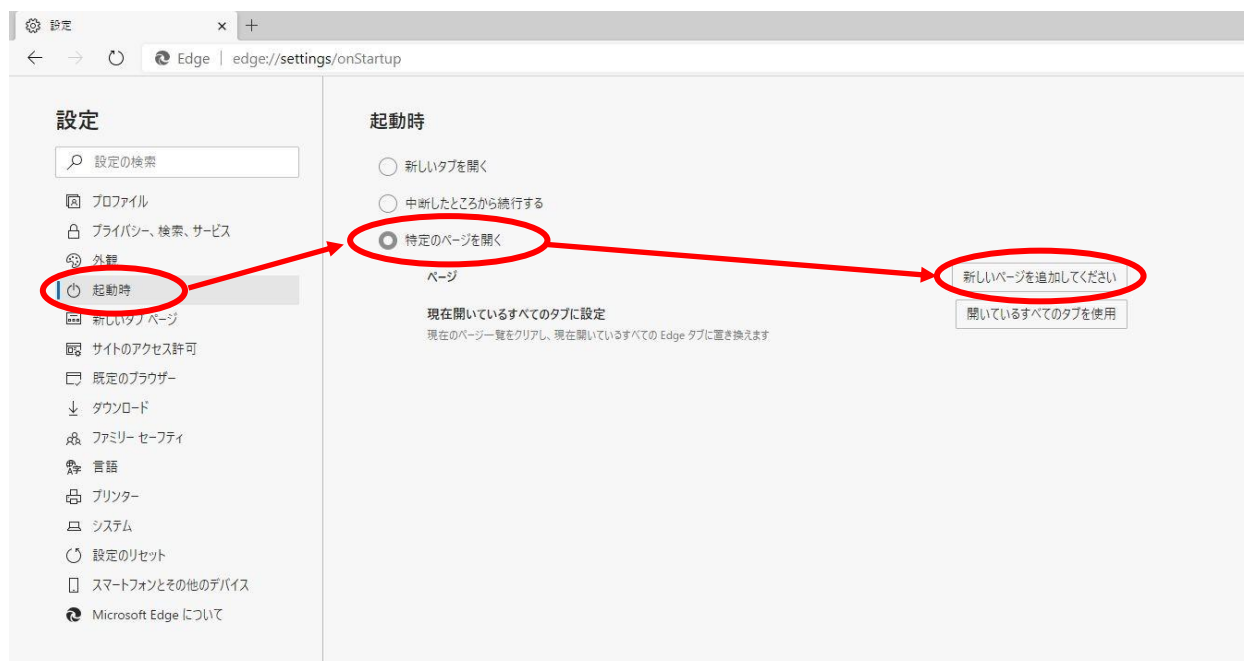 設定
Edge | edge://settings/onStartup
設定
設定の検索
プロファイル
プライバシー、検索、サービス
外観
起動時
新しいタブ ページ
サイトのアクセス許可
既定のブラウザー
ダウンロード
ファミリー セーフティ
言語
プリンター
システム
設定のリセット
スマートフォンとその他のデバイス
Microsoft Edge について
起動時
新しいタブを開く
中断したところから続行する
特定のページを開く
ページ
新しいページを追加してください
現在開いているすべてのタブに設定
開いているすべてのタブを使用
現在のページ一覧をクリアし、現在開いているすべての Edge タブに置き換えます